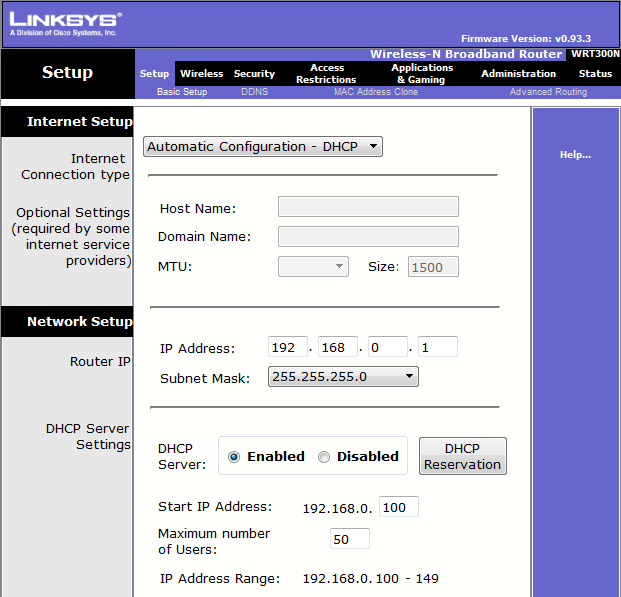 LINKSYS®
A Division of Cisco Systems, Inc.
Firmware Version: v0.93.3
Wireless-N Broadband Router WRT300N
Setup
Setup Wireless Security Access Restrictions Applications & Gaming Administration Status
Basic Setup DDNS MAC Address Clone Advanced Routing
Internet Setup
Internet Connection type
Automatic Configuration - DHCP
Optional Settings
(required by some
internet service
providers)
Host Name:
Domain Name:
MTU: Size: 1500
Help...
Network Setup
Router IP
IP Address: 192 . 168 . 0 . 1
Subnet Mask: 255.255.255.0
DHCP Server
Settings
DHCP Server: Enabled Disabled DHCP Reservation
Start IP Address: 192.168.0. 100
Maximum number of Users: 50
IP Address Range: 192.168.0.100 - 149